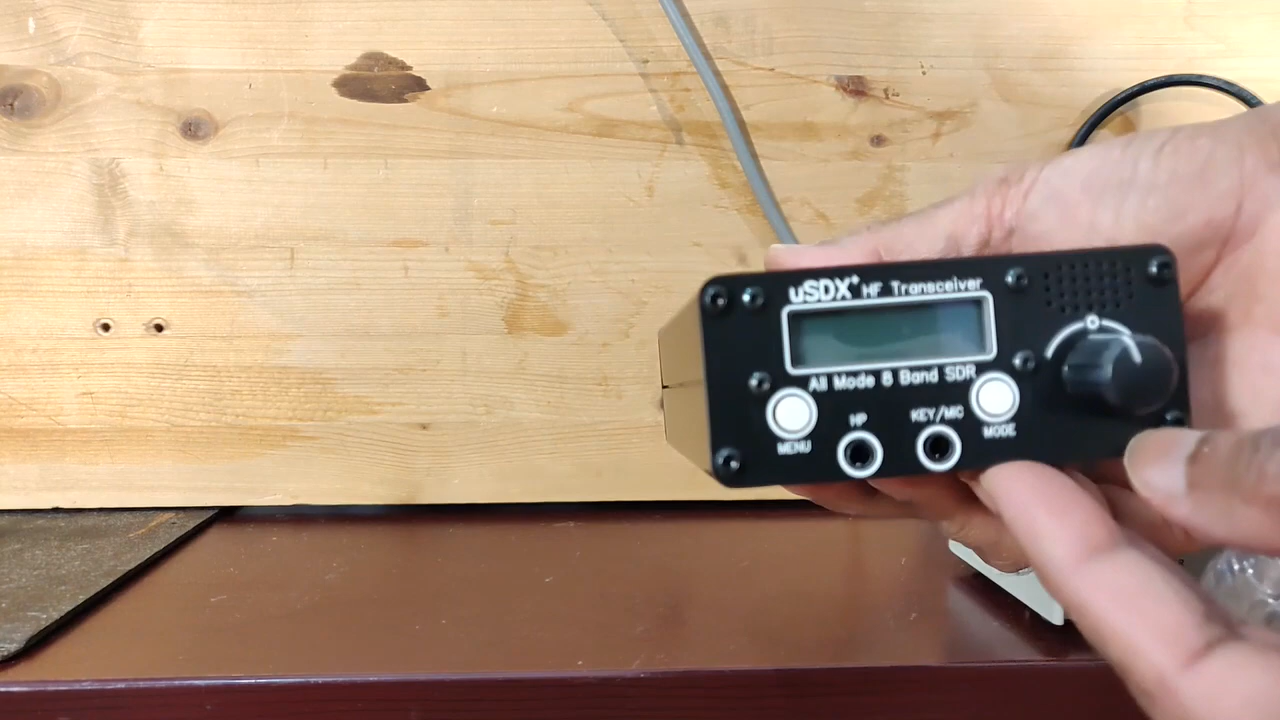 uSDX+ HF Transceiver
All Mode 8 Band SDR
MENU
HP
KEY/MIC
MODE